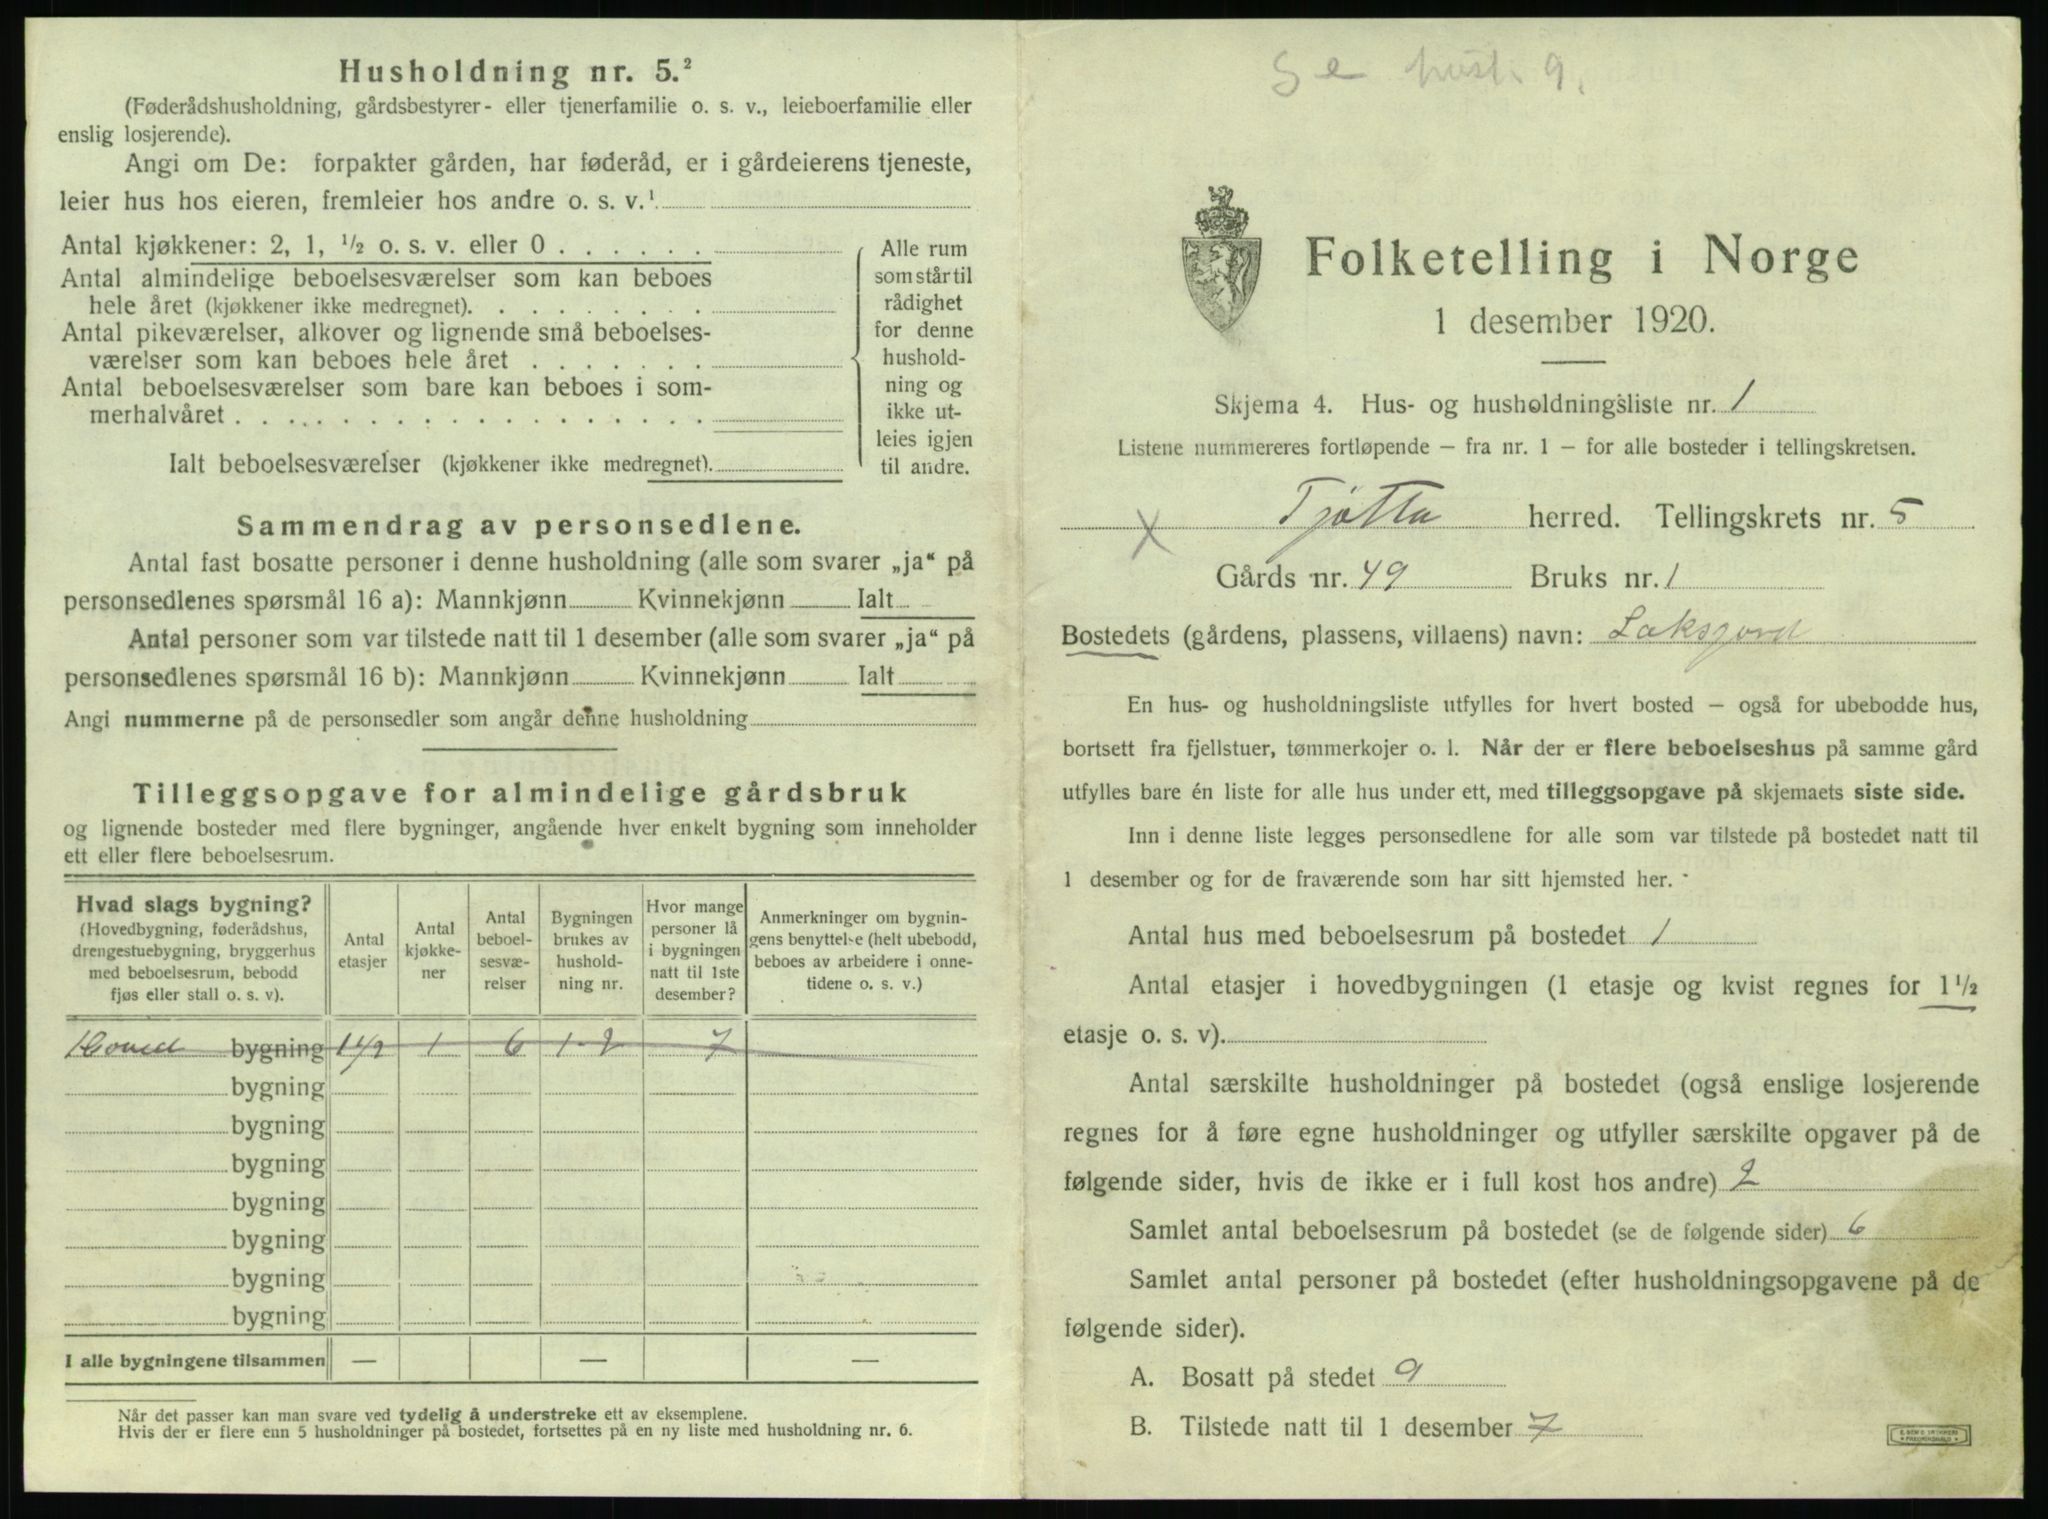 Husholdning nr. 5.²
(Føderådshusholdning, gårdsbestyrer- eller tjenerfamilie o. s. v., leieboerfamilie eller
enslig losjerende).
Angi om De: forpakter gården, har føderåd, er i gårdeierens tjeneste,
leier hus hos eieren, fremleier hos andre o. s. v.¹
Antal kjøkkener: 2, 1, ½ o. s. v. eller 0 . . . . . .
Antal almindelige beboelsesværelser som kan beboes
hele året (kjøkkener ikke medregnet). . . . . . . . .
Antal pikeværelser, alkover og lignende små beboelses-
værelser som kan beboes hele året . . . . . . .
Antal beboelsesværelser som bare kan beboes i som-
merhalvåret . . . . . . . . . . . . . . . . . .
Ialt beboelsesværelser (kjøkkener ikke medregnet).
Alle rum
som står til
rådighet
for denne
hushold-
ning og
ikke ut-
leies igjen
til andre.
Sammendrag av personsedlene.
Antal fast bosatte personer i denne husholdning (alle som svarer „ja“ på
personsedlenes spørsmål 16 a): Mannkjønn Kvinnekjønn Ialt
Antal personer som var tilstede natt til 1 desember (alle som svarer „ja“ på
personsedlenes spørsmål 16 b): Mannkjønn Kvinnekjønn Ialt
Angi nummerne på de personsedler som angår denne husholdning
Tilleggsopgave for almindelige gårdsbruk
og lignende bosteder med flere bygninger, angående hver enkelt bygning som inneholder
ett eller flere beboelsesrum.
Hvad slags bygning?
(Hovedbygning, føderådshus,
drengestuebygning, bryggerhus
med beboelsesrum, bebodd
fjøs eller stall o. s. v).
Antal
etasjer
Antal
kjøkke-
ner
Antal
beboel-
sesvæ-
relser
Bygningen
brukes av
hushold-
ning nr.
Hvor mange
personer lå
i bygningen
natt til 1ste
desember?
Anmerkninger om bygnin-
gens benyttelse (helt ubebodd,
beboes av arbeidere i onne-
tidene o. s. v.)
Hoved bygning 1 1/2 1 6 1-2 7
bygning
bygning
bygning
bygning
bygning
bygning
bygning
I alle bygningene tilsammen — — —
Når det passer kan man svare ved tydelig å understreke ett av eksemplene.
Hvis der er flere enn 5 husholdninger på bostedet, fortsettes på en ny liste med husholdning nr. 6.
Se husl. 9.
Folketelling i Norge
1 desember 1920.
Skjema 4. Hus- og husholdningsliste nr. 1
Listene nummereres fortløpende – fra nr. 1 – for alle bosteder i tellingskretsen.
X Tjøtta herred. Tellingskrets nr. 5
Gårds nr. 49 Bruks nr. 1
Bostedets (gårdens, plassens, villaens) navn: Laksjord
En hus- og husholdningsliste utfylles for hvert bosted – også for ubebodde hus,
bortsett fra fjellstuer, tømmerkojer o. l. Når der er flere beboelseshus på samme gård
utfylles bare én liste for alle hus under ett, med tilleggsopgave på skjemaets siste side.
Inn i denne liste legges personsedlene for alle som var tilstede på bostedet natt til
1 desember og for de fraværende som har sitt hjemsted her.
Antal hus med beboelsesrum på bostedet 1
Antal etasjer i hovedbygningen (1 etasje og kvist regnes for 1½
etasje o. s. v).
Antal særskilte husholdninger på bostedet (også enslige losjerende
regnes for å føre egne husholdninger og utfyller særskilte opgaver på de
følgende sider, hvis de ikke er i full kost hos andre) 2
Samlet antal beboelsesrum på bostedet (se de følgende sider) 6
Samlet antal personer på bostedet (efter husholdningsopgavene på de
følgende sider).
A. Bosatt på stedet 9
B. Tilstede natt til 1 desember 7